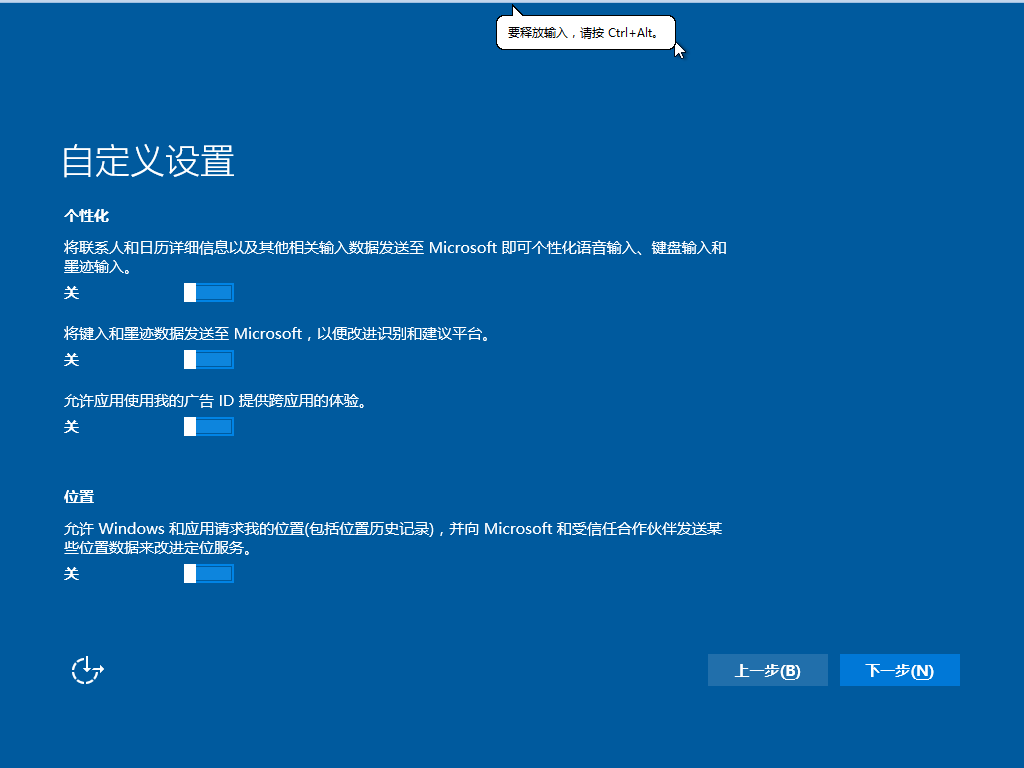 要释放输入，请按 Ctrl+Alt。
自定义设置
个性化
将联系人和日历详细信息以及其他相关输入数据发送至 Microsoft 即可个性化语音输入、键盘输入和
墨迹输入。
关
将键入和墨迹数据发送至 Microsoft，以便改进识别和建议平台。
关
允许应用使用我的广告 ID 提供跨应用的体验。
关
位置
允许 Windows 和应用请求我的位置(包括位置历史记录)，并向 Microsoft 和受信任合作伙伴发送某
些位置数据来改进定位服务。
关
上一步(B)
下一步(N)